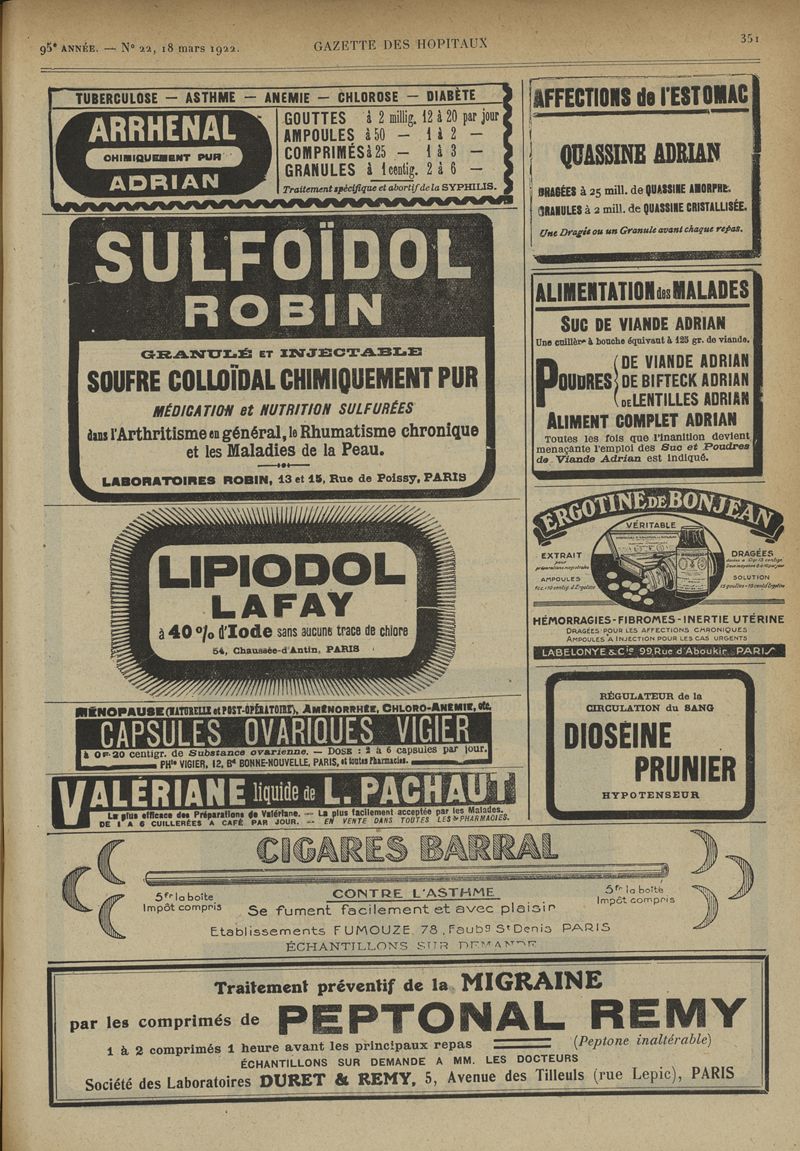 95e ANNÉE. — No 22, 18 mars 1922.
GAZETTE DES HOPITAUX
351
TUBERCULOSE — ASTHME — ANEMIE — CHLOROSE — DIABÈTE
ARRHENAL
CHIMIQUEMENT PUR
ADRIAN
GOUTTES à 2 millig. 12 à 20 par jour
AMPOULES à 50 — 1 à 2 —
COMPRIMÉS à 25 — 1 à 3 —
GRANULES à 1 centig. 2 à 6 —
Traitement spécifique et abortif de la SYPHILIS.
SULFOÏDOL
ROBIN
GRANULÉ ET INJECTABLE
SOUFRE COLLOÏDAL CHIMIQUEMENT PUR
MÉDICATION et NUTRITION SULFURÉES
dans l'Arthritisme en général, le Rhumatisme chronique
et les Maladies de la Peau.
LABORATOIRES ROBIN, 13 et 15, Rue de Poissy, PARIS
LIPIODOL
LAFAY
à 40 % d'Iode sans aucune trace de chlore
54, Chaussée-d'Antin, PARIS
MÉNOPAUSE (NATURELLE et POST-OPÉRATOIRE), AMÉNORRHÉE, CHLORO-ANEMIE, etc.
CAPSULES OVARIQUES VIGIER
à 0 gr. 20 centigr. de Substance ovarienne. — DOSE : 2 à 6 capsules par jour.
PHie VIGIER, 12, Bd BONNE-NOUVELLE, PARIS, et toutes Pharmacies.
VALÉRIANE liquide de L. PACHAUT
La plus efficace des Préparations de Valériane. — La plus facilement acceptée par les Malades.
DE 1 A 6 CUILLERÉES A CAFÉ PAR JOUR. — EN VENTE DANS TOUTES LES PHARMACIES.
AFFECTIONS de l'ESTOMAC
QUASSINE ADRIAN
DRAGÉES à 25 mill. de QUASSINE AMORPHE.
GRANULES à 2 mill. de QUASSINE CRISTALLISÉE.
Une Dragée ou un Granule avant chaque repas.
ALIMENTATION des MALADES
SUC DE VIANDE ADRIAN
Une cuillère à bouche équivaut à 125 gr. de viande.
POUDRES
DE VIANDE ADRIAN
DE BIFTECK ADRIAN
DE LENTILLES ADRIAN
ALIMENT COMPLET ADRIAN
Toutes les fois que l'inanition devient
menaçante l'emploi des Suc et Poudres
de Viande Adrian est indiqué.
ERGOTINE DE BONJEAN
VÉRITABLE
EXTRAIT
pour
préparations magistrales
AMPOULES
DRAGÉES
SOLUTION
HÉMORRAGIES-FIBROMES-INERTIE UTÉRINE
DRAGÉES POUR LES AFFECTIONS CHRONIQUES
AMPOULES A INJECTION POUR LES CAS URGENTS
LABELONYE & Cie 99, Rue d'Aboukir PARIS
RÉGULATEUR de la
CIRCULATION du SANG
DIOSÉINE
PRUNIER
HYPOTENSEUR
CIGARES BARRAL
5fr la boîte
Impôt compris
CONTRE L'ASTHME
Se fument facilement et avec plaisir
5fr la boîte
Impôt compris
Etablissements FUMOUZE, 78, Faubg St Denis PARIS
ÉCHANTILLONS SUR DEMANDE
Traitement préventif de la MIGRAINE
par les comprimés de PEPTONAL REMY
1 à 2 comprimés 1 heure avant les principaux repas (Peptone inaltérable)
ÉCHANTILLONS SUR DEMANDE A MM. LES DOCTEURS
Société des Laboratoires DURET & REMY, 5, Avenue des Tilleuls (rue Lepic), PARIS